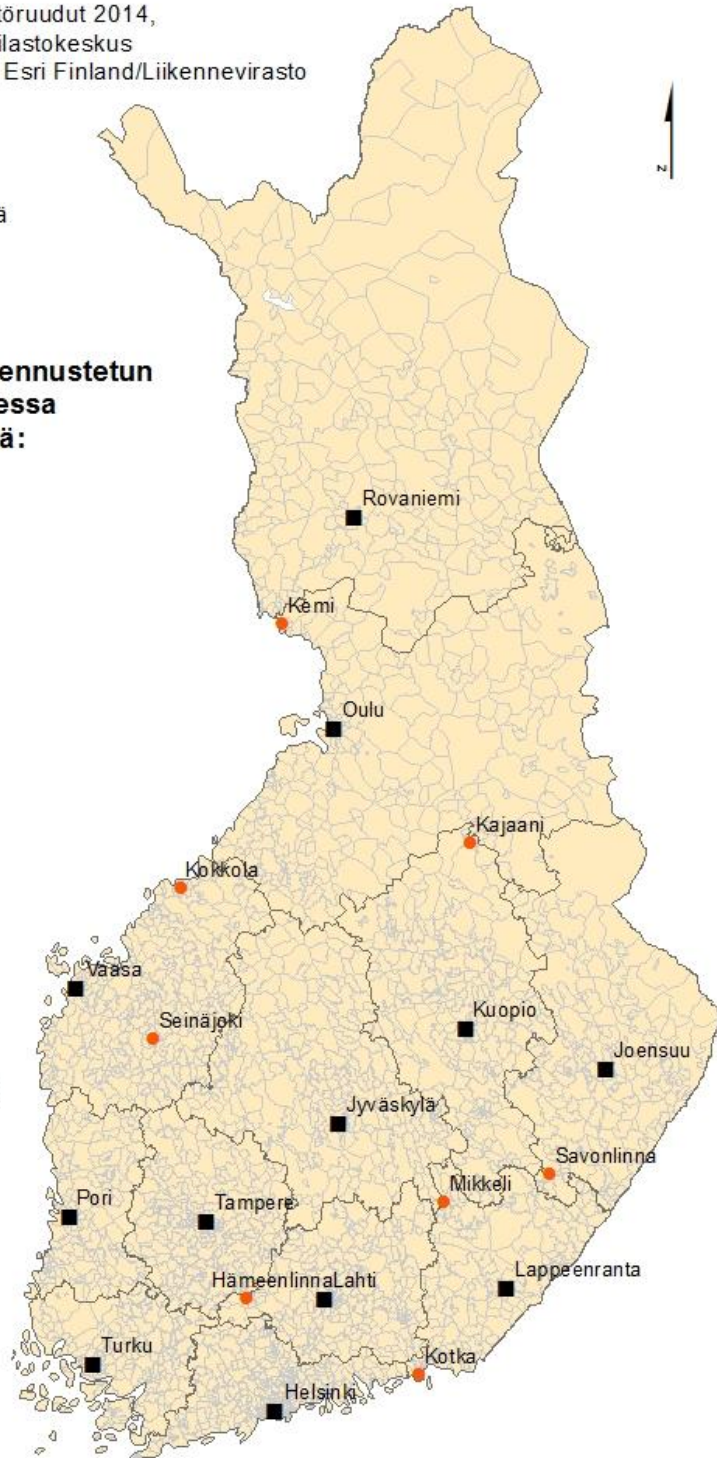 töruudut 2014,
ilastokeskus
Esri Finland/Liikennevirasto
ä
ennustetun
essa
ä:
N
Rovaniemi
Kemi
Oulu
Kajaani
Kokkola
Vaasa
Seinäjoki
Kuopio
Joensuu
Jyväskylä
Savonlinna
Mikkeli
Pori
Tampere
Lappeenranta
HämeenlinnaLahti
Turku
Kotka
Helsinki